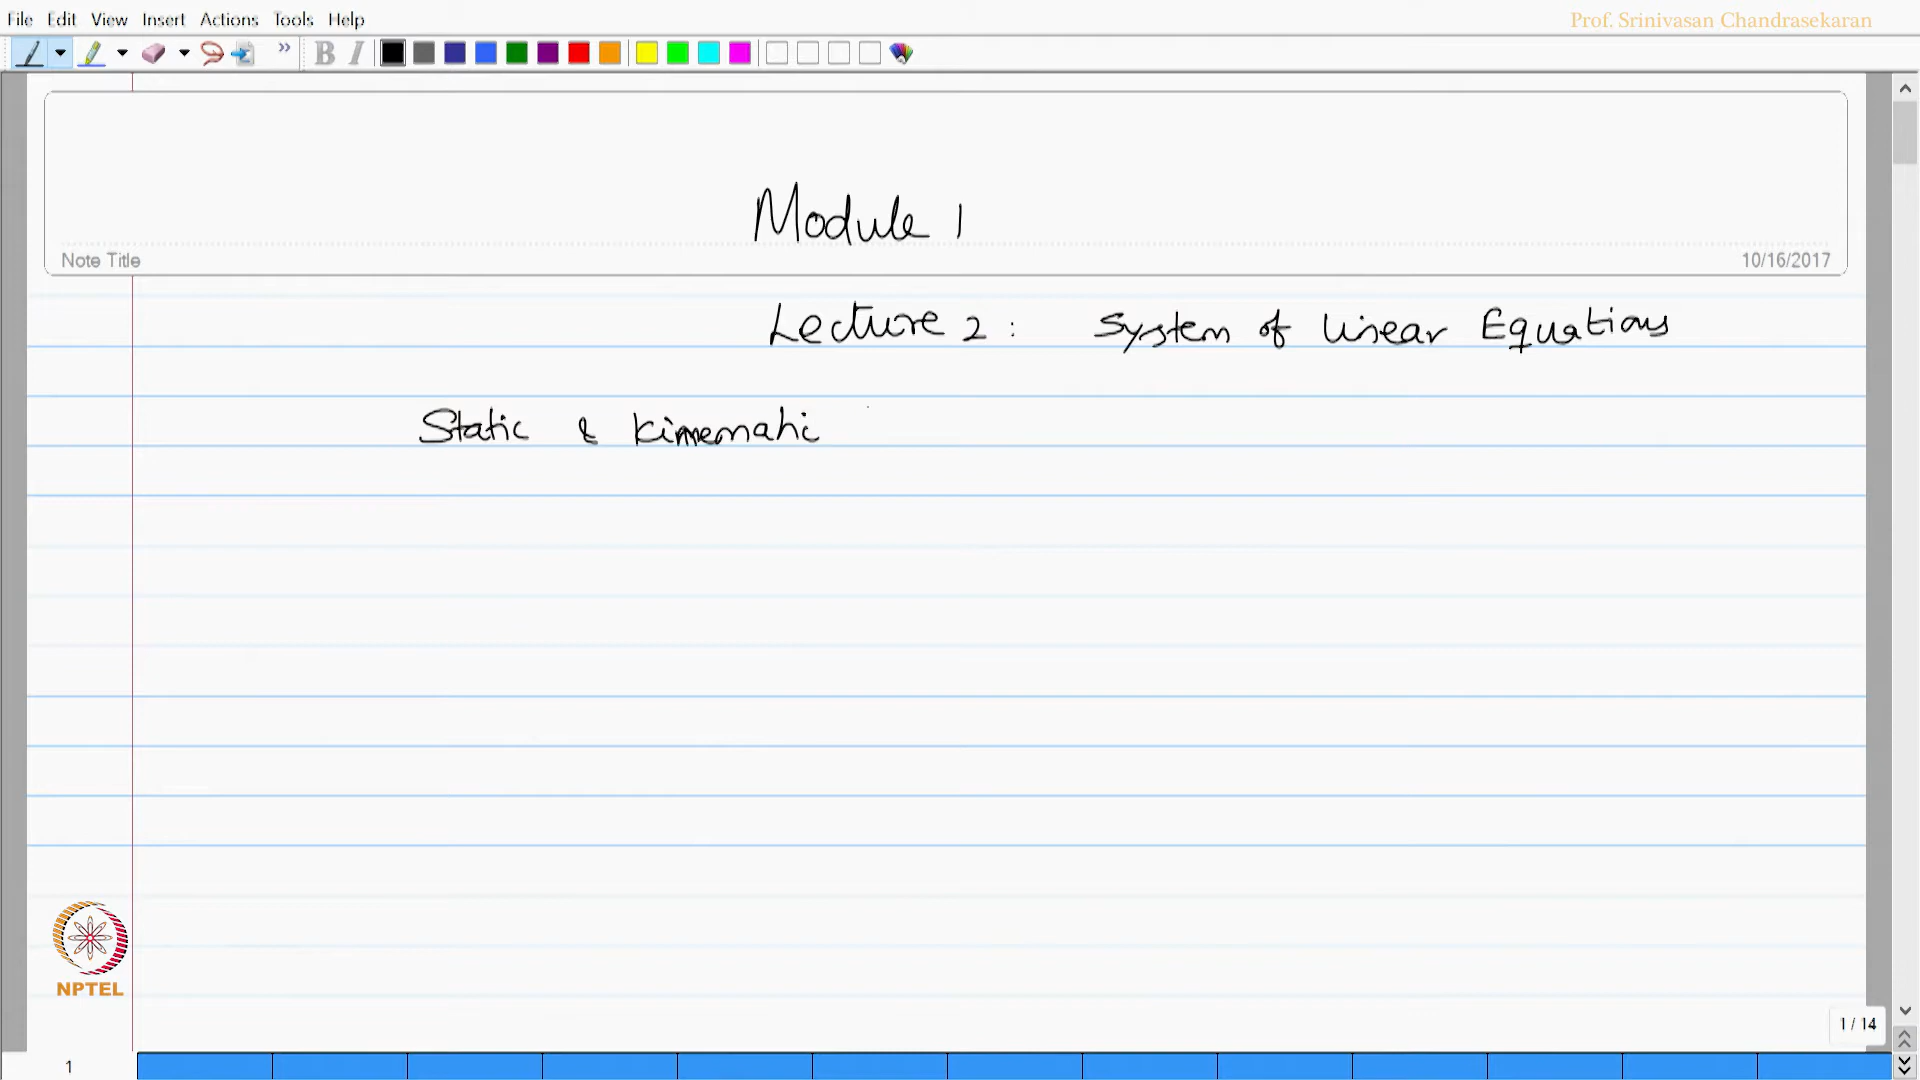 File Edit View Insert Actions Tools Help
Prof. Srinivasan Chandrasekaran
B I
Module 1
Note Title
10/16/2017
Lecture 2 : System of linear Equations
Static & Kinematic
NPTEL
1 / 14
1